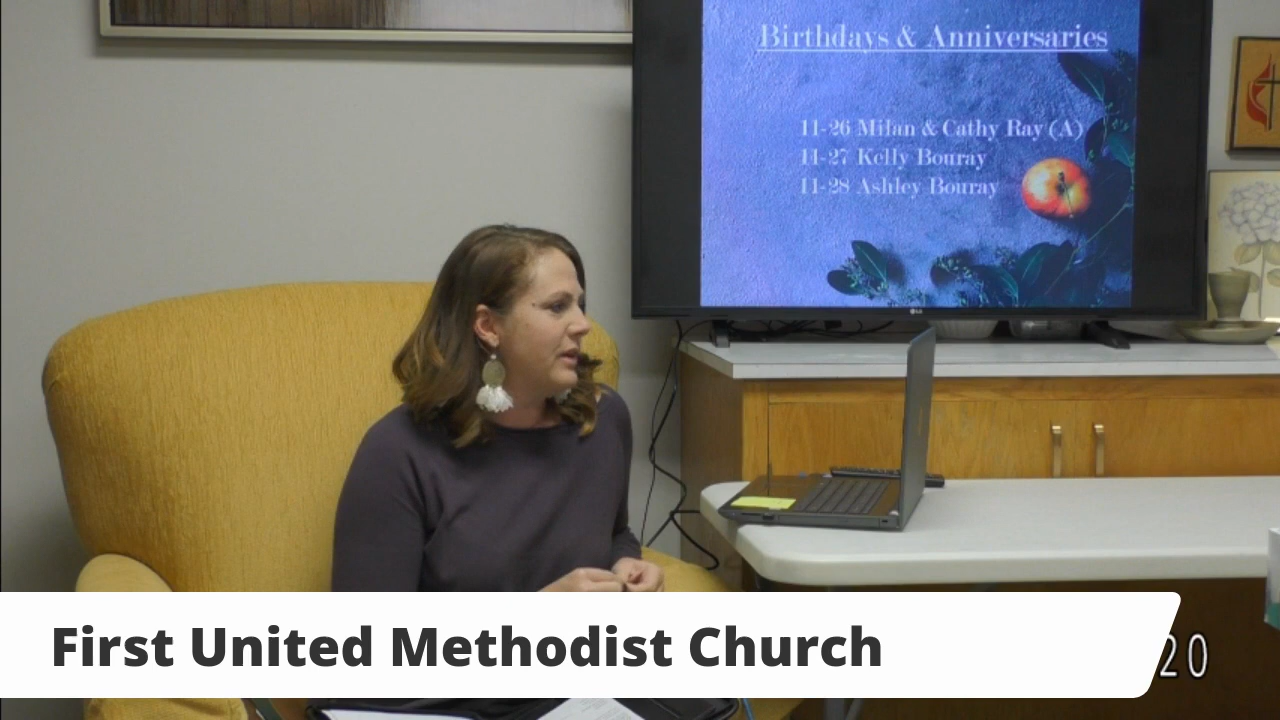 Birthdays & Anniversaries
11-26 Milan & Cathy Ray (A)
11-27 Kelly Bouray
11-28 Ashley Bouray
LG
First United Methodist Church
20